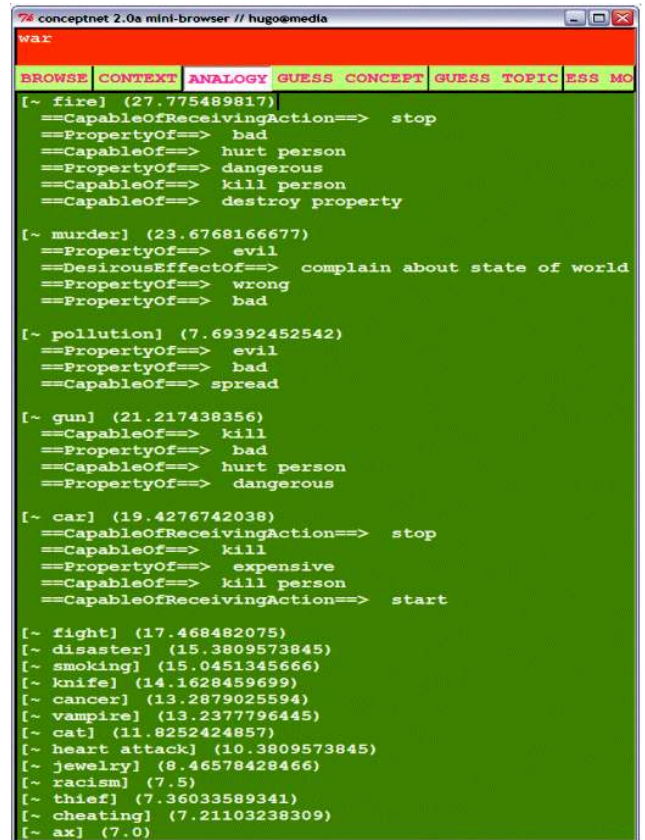 conceptnet 2.0a mini-browser // hugo@media
war
BROWSE CONTEXT ANALOGY GUESS CONCEPT GUESS TOPIC ESS MO
[~ fire] (27.775489817)
==CapableOfReceivingAction==> stop
==PropertyOf==> bad
==CapableOf==> hurt person
==PropertyOf==> dangerous
==CapableOf==> kill person
==CapableOf==> destroy property
[~ murder] (23.6768166677)
==PropertyOf==> evil
==DesirousEffectOf==> complain about state of world
==PropertyOf==> wrong
==PropertyOf==> bad
[~ pollution] (7.69392452542)
==PropertyOf==> evil
==PropertyOf==> bad
==CapableOf==> spread
[~ gun] (21.217438356)
==CapableOf==> kill
==PropertyOf==> bad
==CapableOf==> hurt person
==PropertyOf==> dangerous
[~ car] (19.4276742038)
==CapableOfReceivingAction==> stop
==CapableOf==> kill
==PropertyOf==> expensive
==CapableOf==> kill person
==CapableOfReceivingAction==> start
[~ fight] (17.468482075)
[~ disaster] (15.3809573845)
[~ smoking] (15.0451345666)
[~ knife] (14.1628459699)
[~ cancer] (13.2879025594)
[~ vampire] (13.2377796445)
[~ cat] (11.8252424857)
[~ heart attack] (10.3809573845)
[~ jewelry] (8.46578428466)
[~ racism] (7.5)
[~ thief] (7.36033589341)
[~ cheating] (7.21103238309)
[~ ax] (7.0)